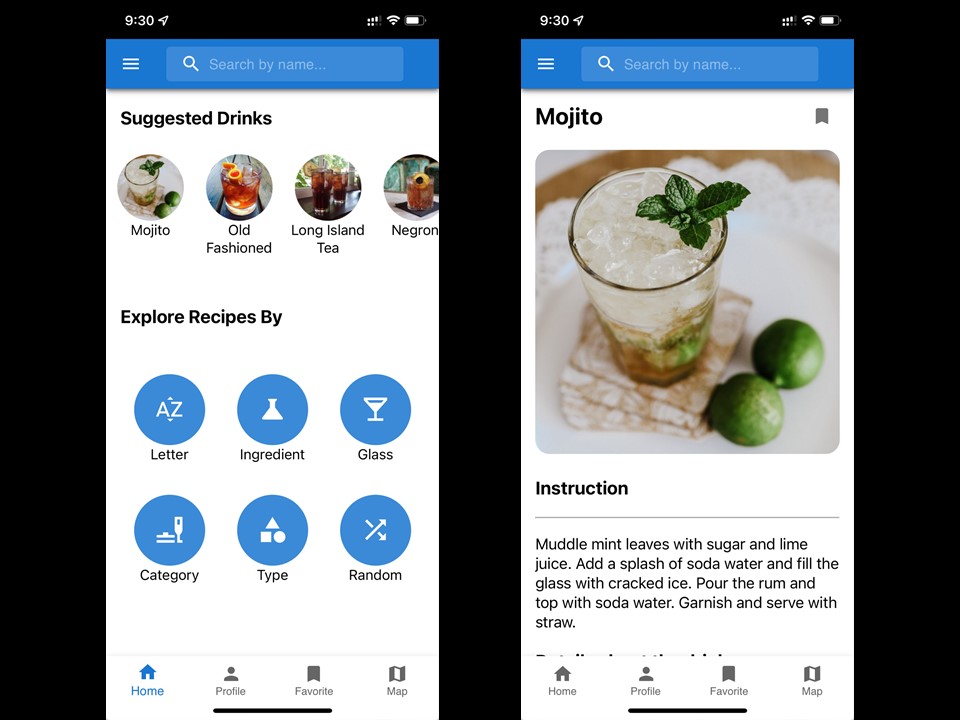 9:30
Search by name...
Suggested Drinks
Mojito
Old
Fashioned
Long Island
Tea
Negron
Explore Recipes By
AZ
Letter
Ingredient
Glass
Category
Type
Random
Home
Profile
Favorite
Map
9:30
Search by name...
Mojito
Instruction
Muddle mint leaves with sugar and lime
juice. Add a splash of soda water and fill the
glass with cracked ice. Pour the rum and
top with soda water. Garnish and serve with
straw.
Home
Profile
Favorite
Map